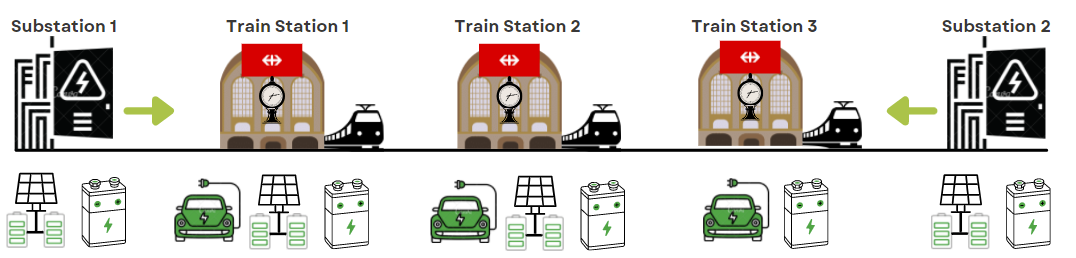 Substation 1
Train Station 1
Train Station 2
Train Station 3
Substation 2